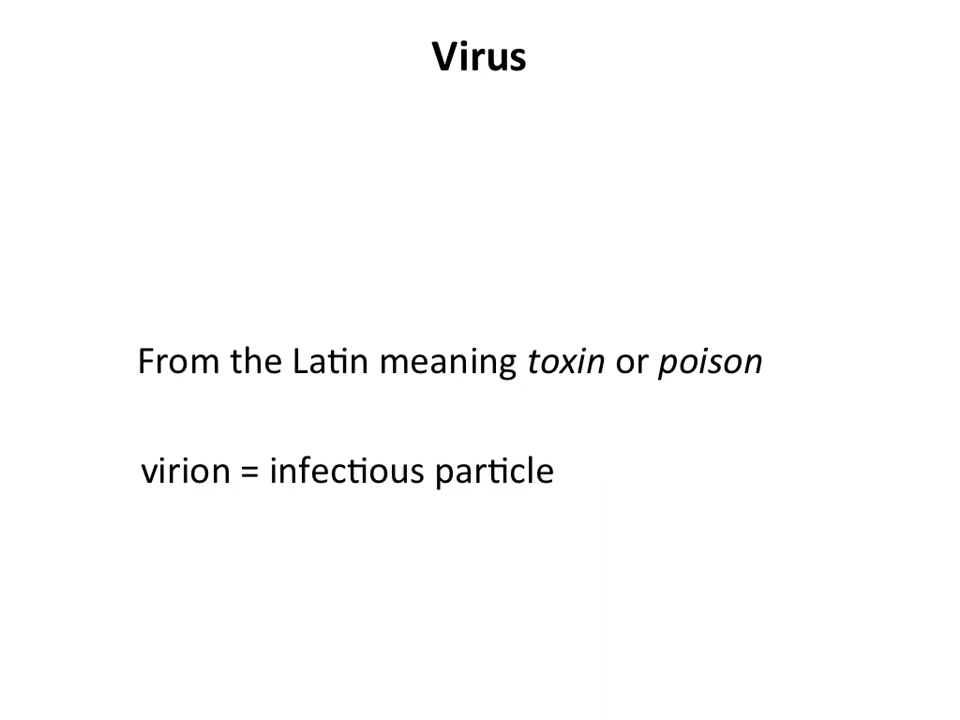 Virus
From the Latin meaning toxin or poison
virion = infectious particle